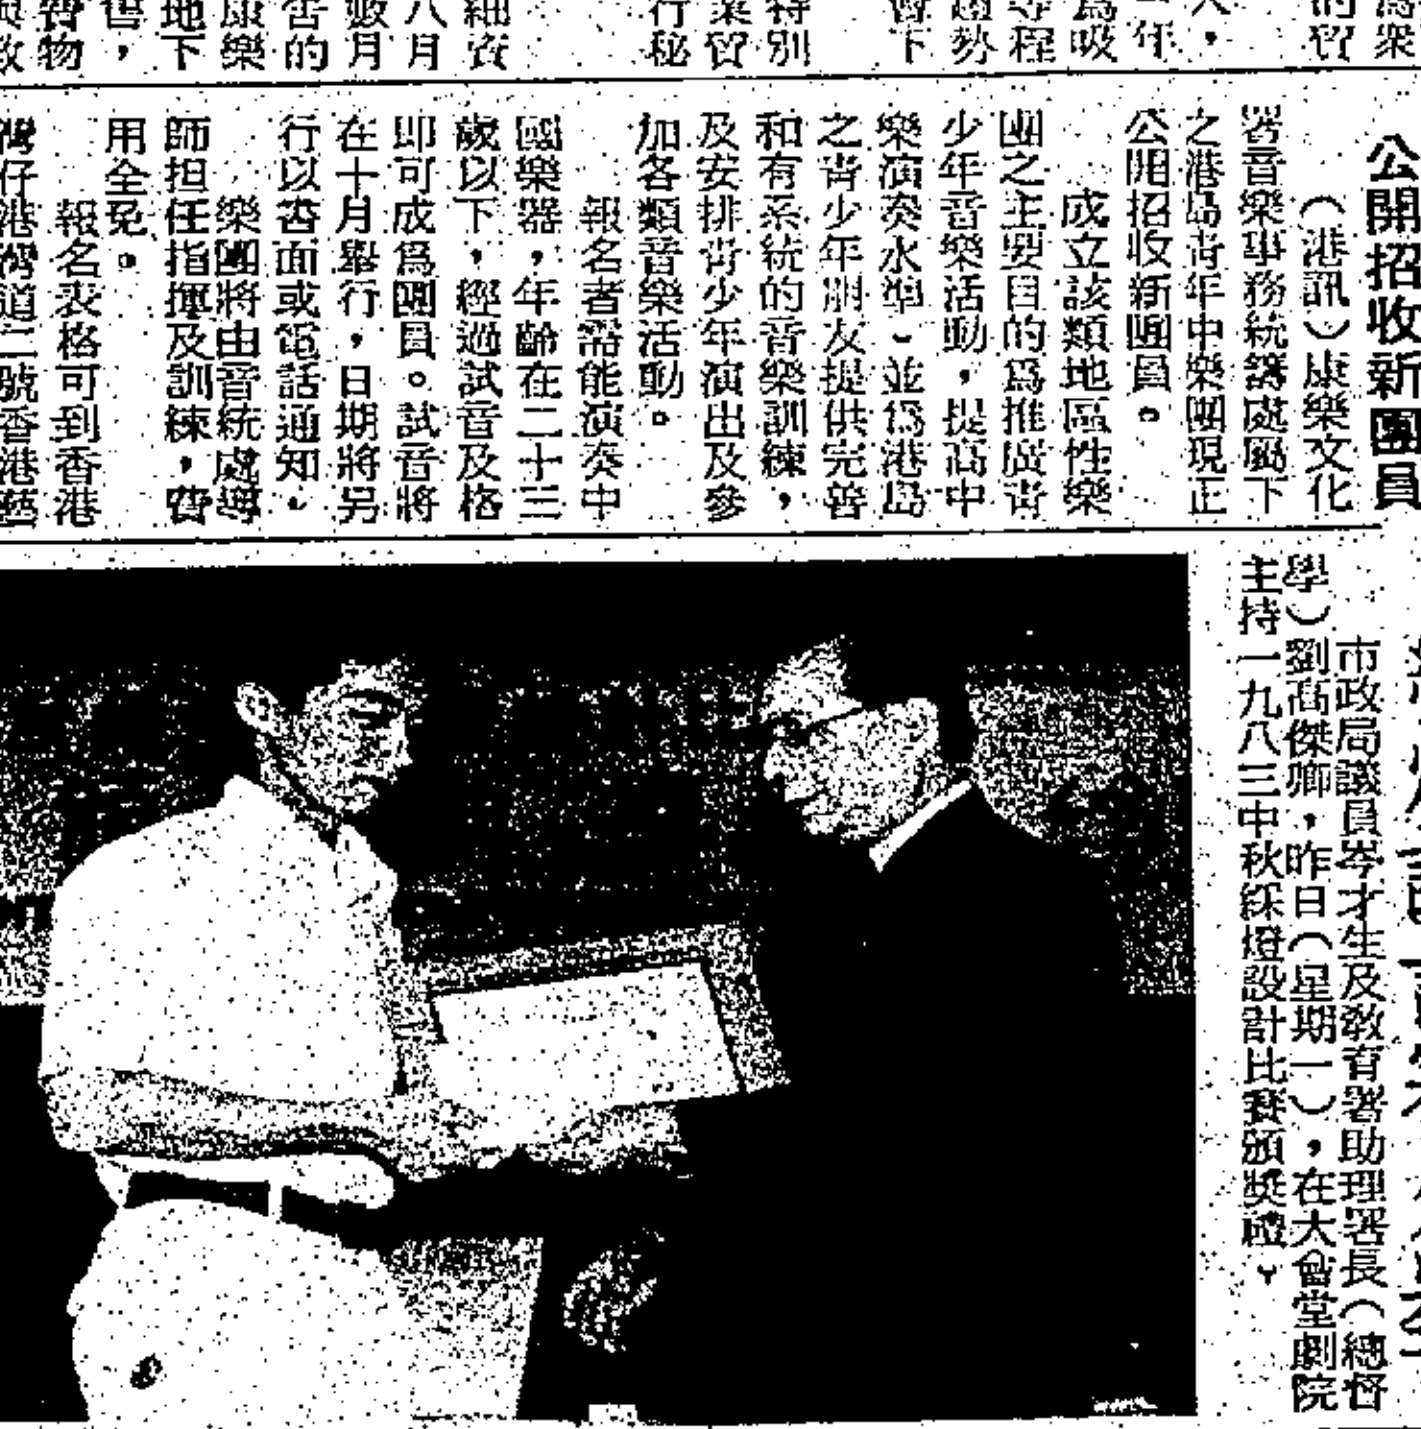 公開招收新團員
（港訊）康樂文化
署音樂事務統籌處屬下
之港島青年中樂團現正
公開招收新團員。
成立該類地區性樂
團之主要目的爲推廣青
少年音樂活動，提高中
樂演奏水準、並爲港島
之青少年朋友提供完善
和有系統的音樂訓練，
及安排青少年演出及參
加各類音樂活動。
報名者需能演奏中
國樂器，年齡在二十三
歲以下，經過試音及格
即可成爲團員。試音將
在十月舉行，日期將另
行以書面或電話通知。
樂團將由音統處導
師担任指揮及訓練，費
用全免。
報名表格可到香港
灣仔港灣道二號香港藝
市政局議員岑才生及教育署助理署長（總督
學）劉高傑卿，昨日（星期一），在大會堂劇院
主持一九八三中秋綵燈設計比賽頒獎禮。